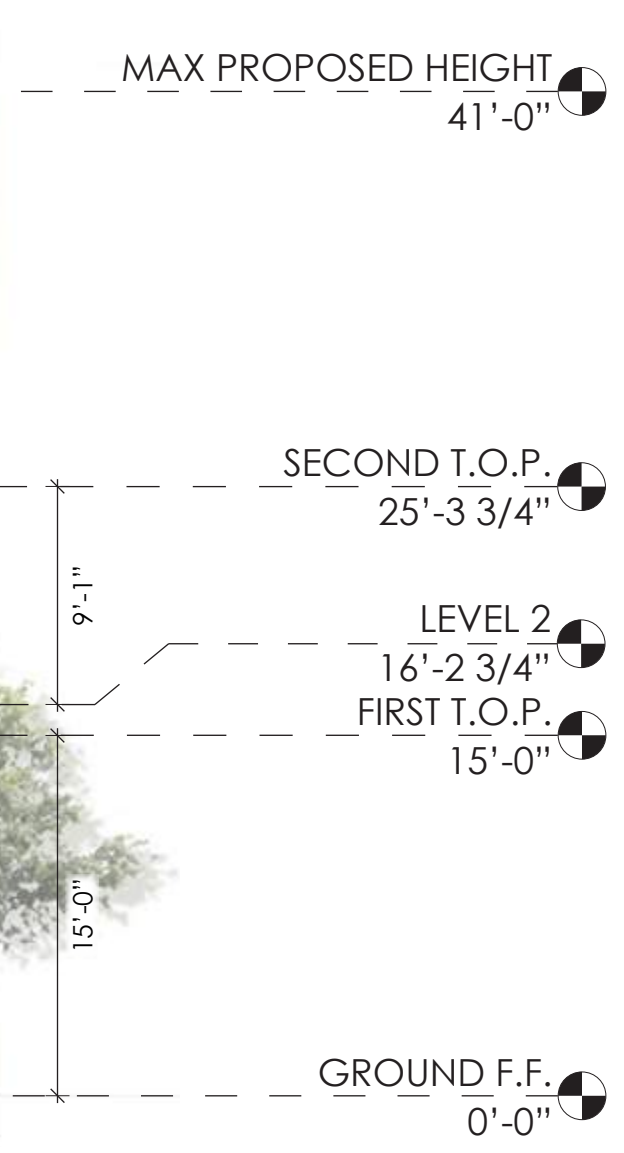 MAX PROPOSED HEIGHT
41’-0”
SECOND T.O.P.
25’-3 3/4”
9’-1”
LEVEL 2
16’-2 3/4”
FIRST T.O.P.
15’-0”
15’-0”
GROUND F.F.
0’-0”